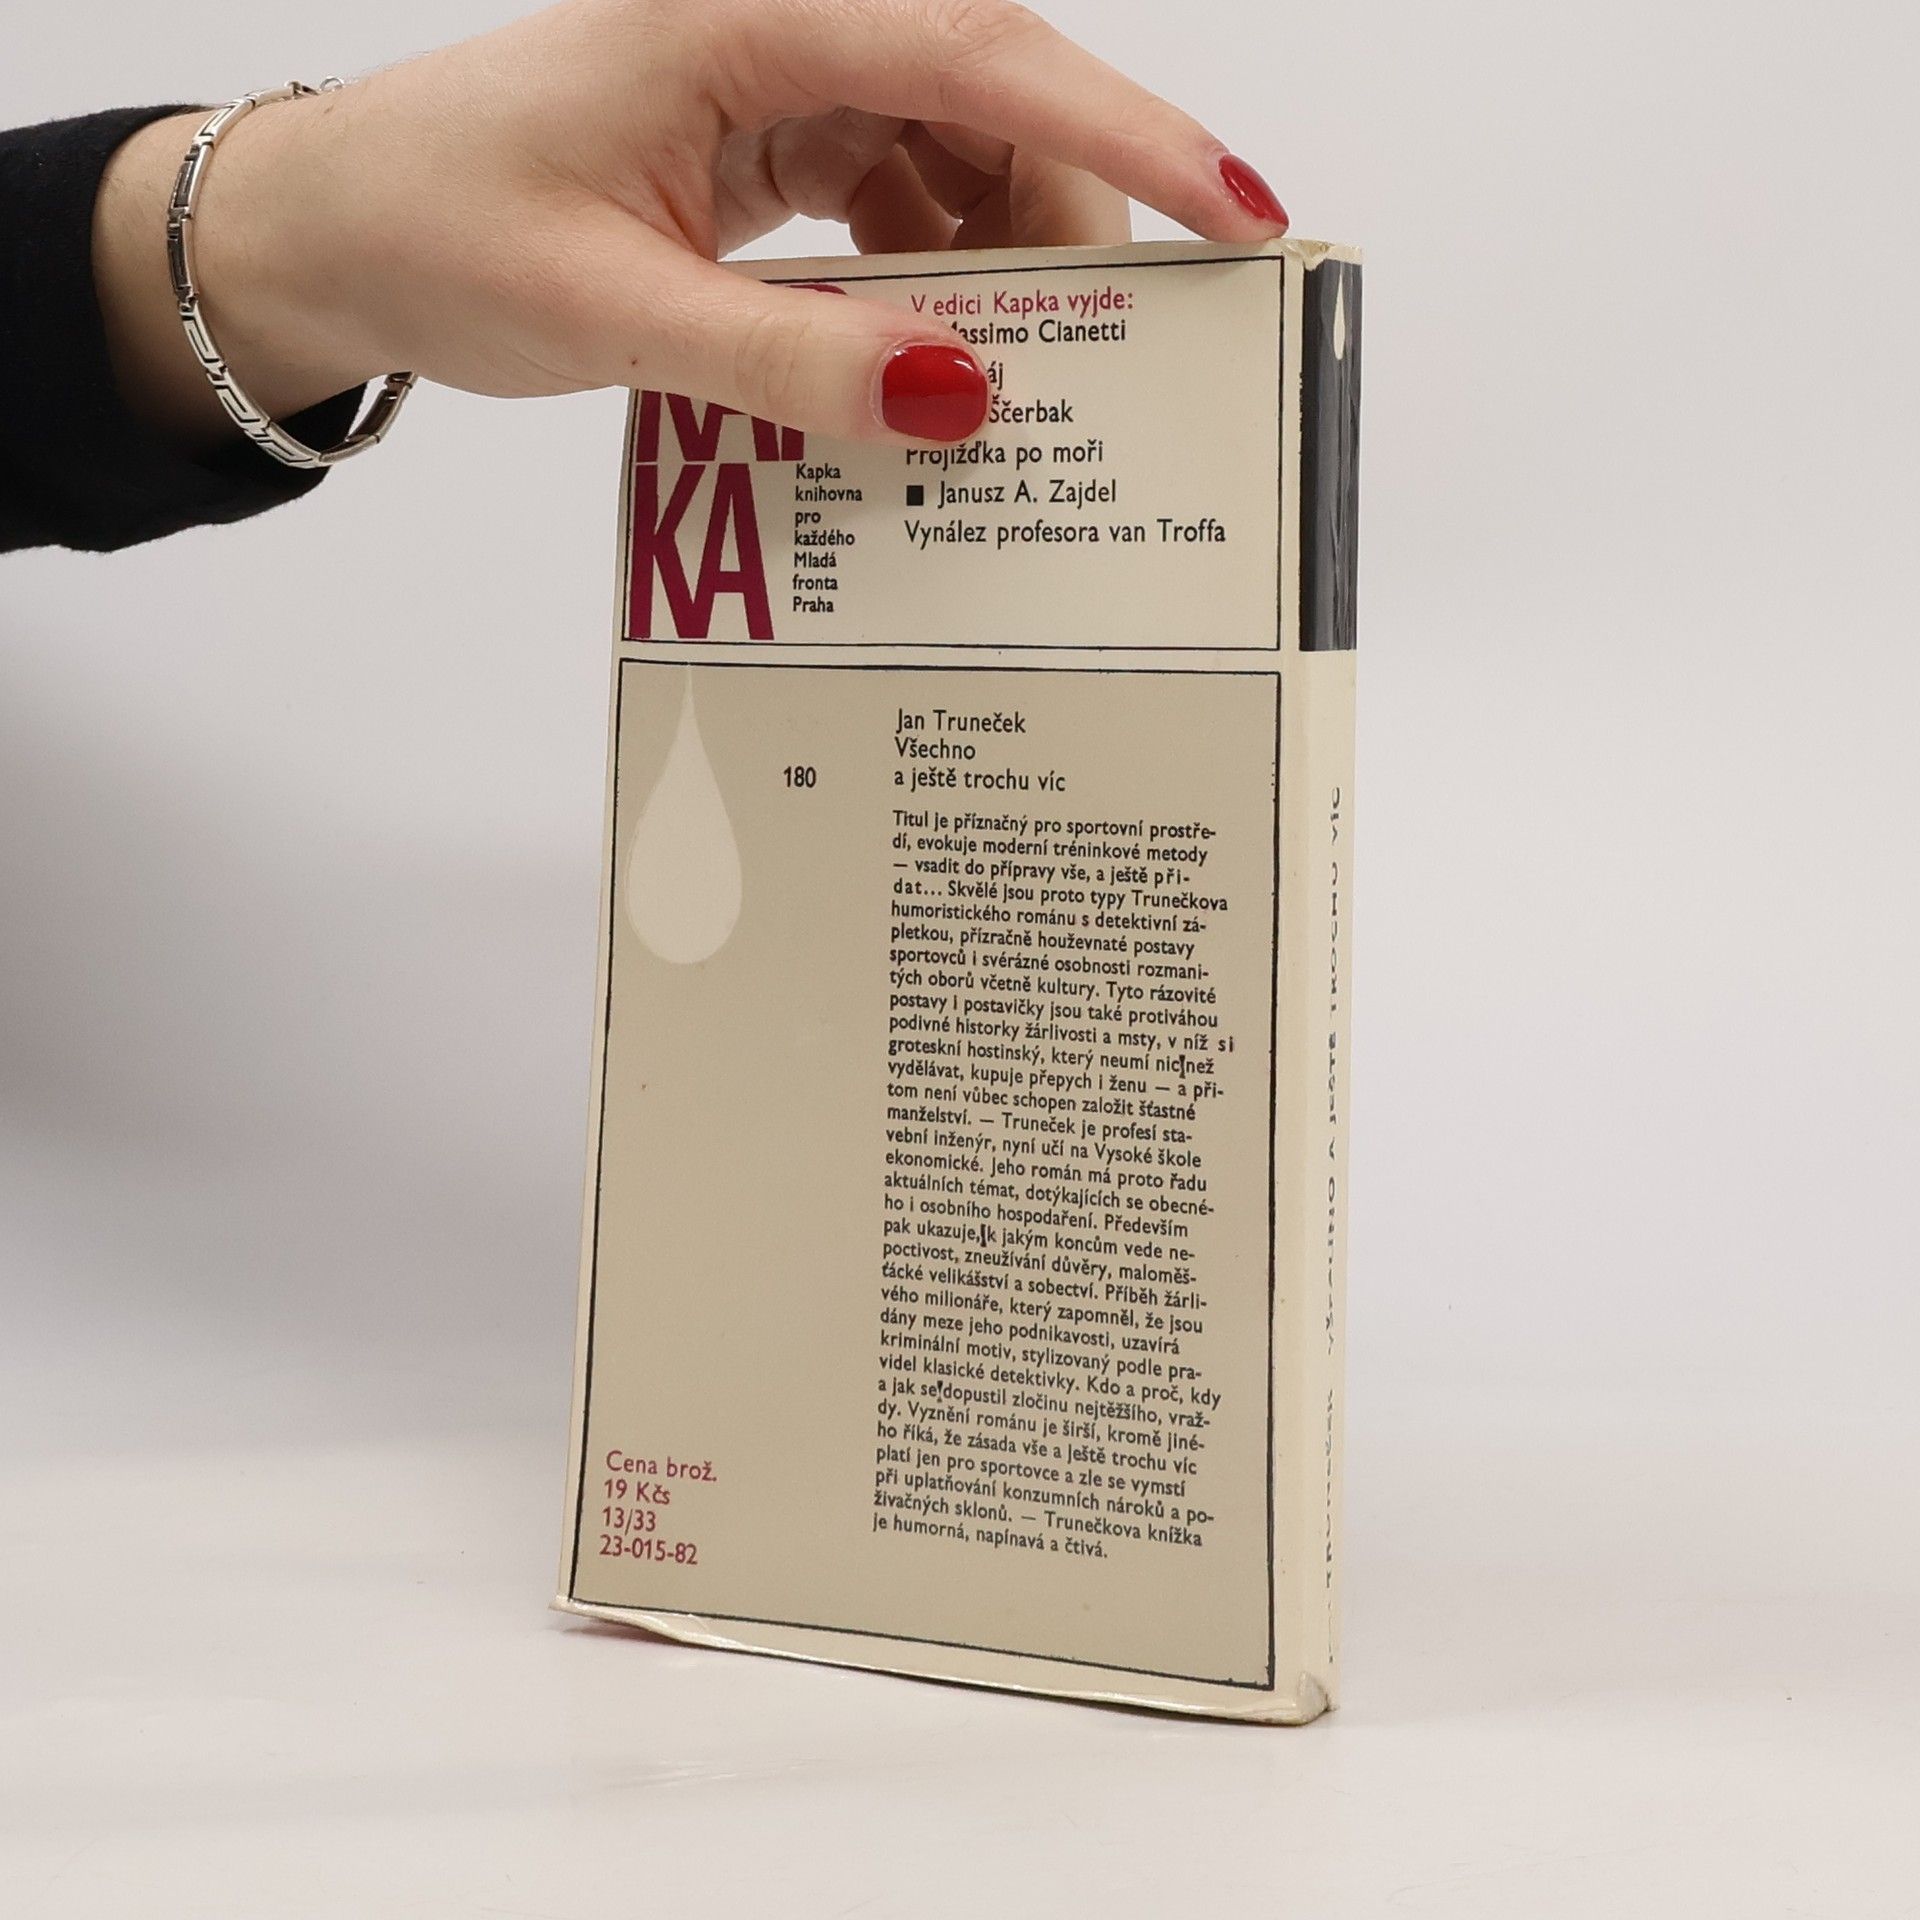 V edici Kapka vyjde:
Massimo Clanetti
Ščerbak
Projížďka po moři
■ Janusz A. Zajdel
Vynález profesora van Troffa
KA
Kapka
knihovna
pro
každého
Mladá
fronta
Praha
180
Jan Truneček
Všechno
a ještě trochu víc
Titul je příznačný pro sportovní prostře-
dí, evokuje moderní tréninkové metody
— vsadit do přípravy vše, a ještě při-
dat... Skvělé jsou proto typy Trunečkova
humoristického románu s detektivní zá-
pletkou, přízračně houževnaté postavy
sportovců i svérázné osobnosti rozmani-
tých oborů včetně kultury. Tyto rázovité
postavy i postavičky jsou také protiváhou
podivné historky žárlivosti a msty, v níž si
groteskní hostinský, který neumí nic než
vydělávat, kupuje přepych i ženu — a při-
tom není vůbec schopen založit šťastné
manželství. — Truneček je profesí sta-
vební inženýr, nyní učí na Vysoké škole
ekonomické. Jeho román má proto řadu
aktuálních témat, dotýkajících se obecné-
ho i osobního hospodaření. Především
pak ukazuje, k jakým koncům vede ne-
poctivost, zneužívání důvěry, maloměš-
ťácké velikášství a sobectví. Příběh žárli-
vého milionáře, který zapomněl, že jsou
dány meze jeho podnikavosti, uzavírá
kriminální motiv, stylizovaný podle pra-
videl klasické detektivky. Kdo a proč, kdy
a jak se dopustil zločinu nejtěžšího, vraž-
dy. Vyznění románu je širší, kromě jiné-
ho říká, že zásada vše a ještě trochu víc
platí jen pro sportovce a zle se vymstí
při uplatňování konzumních nároků a po-
živačných sklonů. — Trunečkova knížka
je humorná, napínavá a čtivá.
Cena brož.
19 Kčs
13/33
23-015-82
TRUNEČEK VŠECHNO A JEŠTĚ TROCHU VÍC